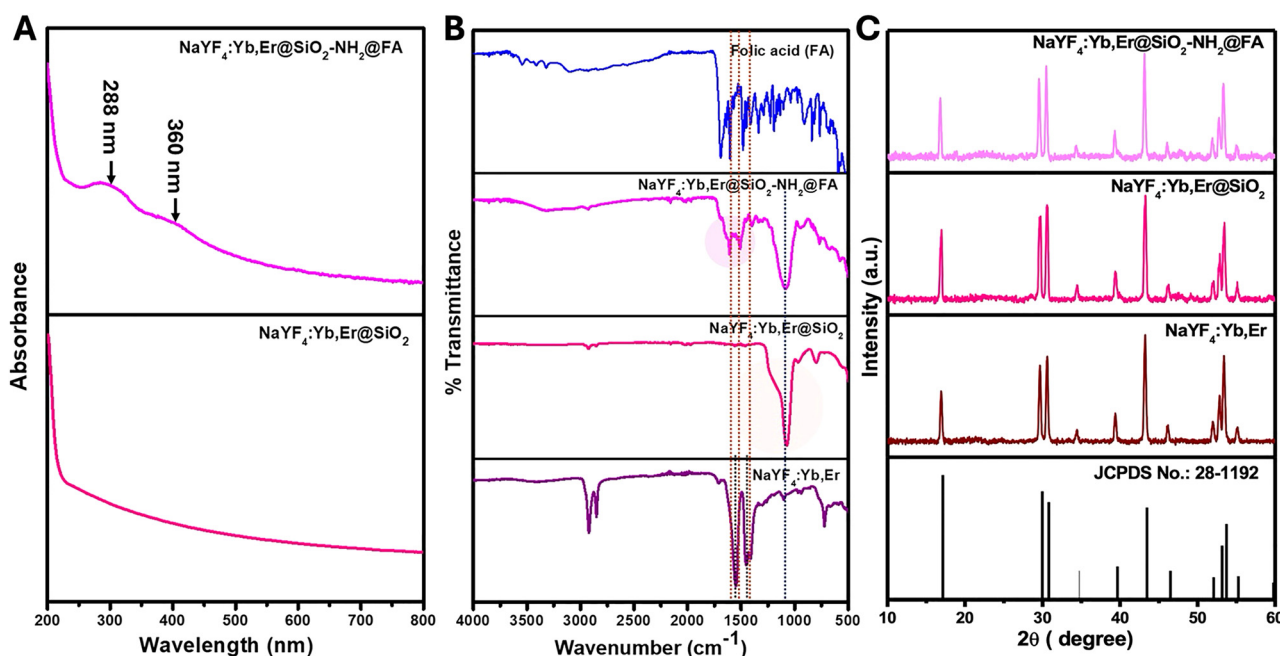 A
NaYF₄:Yb,Er@SiO₂-NH₂@FA
288 nm
360 nm
NaYF₄:Yb,Er@SiO₂
Absorbance
200 300 400 500 600 700 800
Wavelength (nm)
B
Folic acid (FA)
NaYF₄:Yb,Er@SiO₂-NH₂@FA
NaYF₄:Yb,Er@SiO₂
NaYF₄:Yb,Er
% Transmittance
4000 3500 3000 2500 2000 1500 1000 500
Wavenumber (cm⁻¹)
C
NaYF₄:Yb,Er@SiO₂-NH₂@FA
NaYF₄:Yb,Er@SiO₂
NaYF₄:Yb,Er
JCPDS No.: 28-1192
Intensity (a.u.)
10 20 30 40 50 60
2θ ( degree)